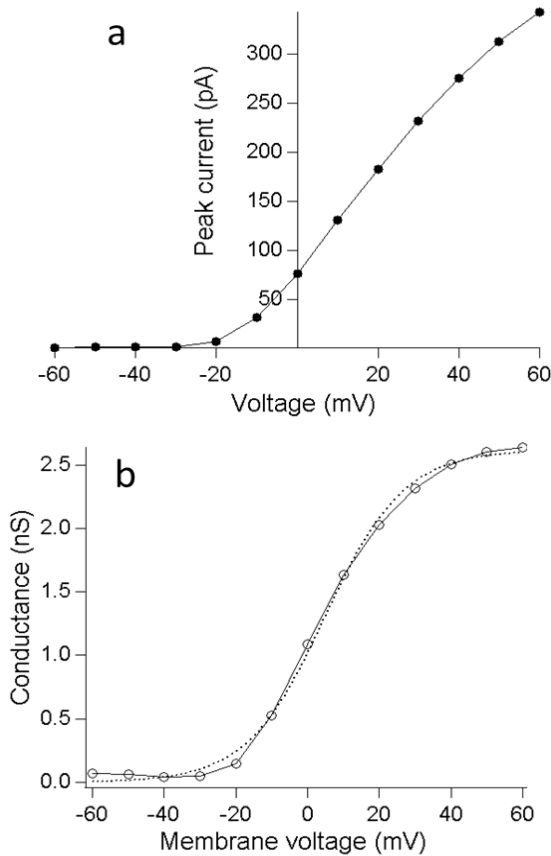 a
Peak current (pA)
300
250
200
150
100
50
-60 -40 -20 20 40 60
Voltage (mV)
b
Conductance (nS)
2.5
2.0
1.5
1.0
0.5
0.0
-60 -40 -20 0 20 40 60
Membrane voltage (mV)